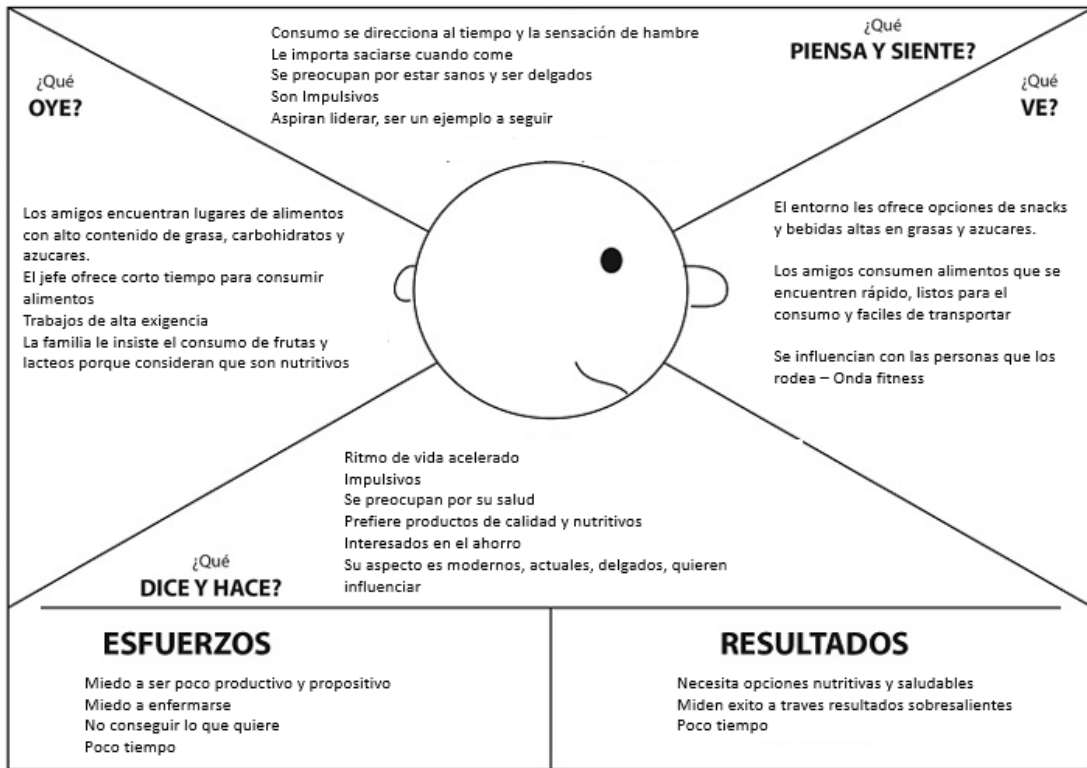 ¿Qué
PIENSA Y SIENTE?
Consumo se direcciona al tiempo y la sensación de hambre
Le importa saciarse cuando come
Se preocupan por estar sanos y ser delgados
Son Impulsivos
Aspiran liderar, ser un ejemplo a seguir
¿Qué
OYE?
Los amigos encuentran lugares de alimentos
con alto contenido de grasa, carbohidratos y
azucares.
El jefe ofrece corto tiempo para consumir
alimentos
Trabajos de alta exigencia
La familia le insiste el consumo de frutas y
lacteos porque consideran que son nutritivos
¿Qué
VE?
El entorno les ofrece opciones de snacks
y bebidas altas en grasas y azucares.
Los amigos consumen alimentos que se
encuentren rápido, listos para el
consumo y faciles de transportar
Se influencian con las personas que los
rodea – Onda fitness
¿Qué
DICE Y HACE?
Ritmo de vida acelerado
Impulsivos
Se preocupan por su salud
Prefiere productos de calidad y nutritivos
Interesados en el ahorro
Su aspecto es modernos, actuales, delgados, quieren
influenciar
ESFUERZOS
Miedo a ser poco productivo y propositivo
Miedo a enfermarse
No conseguir lo que quiere
Poco tiempo
RESULTADOS
Necesita opciones nutritivas y saludables
Miden exito a traves resultados sobresalientes
Poco tiempo